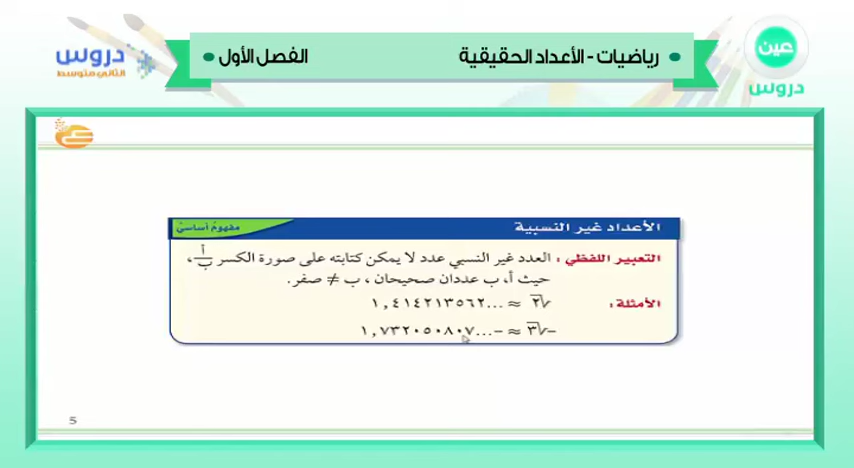 عين
دروس
رياضيات - الأعداد الحقيقية
الفصل الأول
دروس
الثاني متوسط
الأعداد غير النسبية
مفهوم أساسي
التعبير اللفظي : العدد غير النسبي عدد لا يمكن كتابته على صورة الكسر أ/ب ،
حيث أ، ب عددان صحيحان ، ب ≠ صفر.
الأمثلة : √٢ ≈ ١,٤١٤٢١٣٥٦٢...
-√٣ ≈ -١,٧٣٢٠٥٠٨٠٧...
5